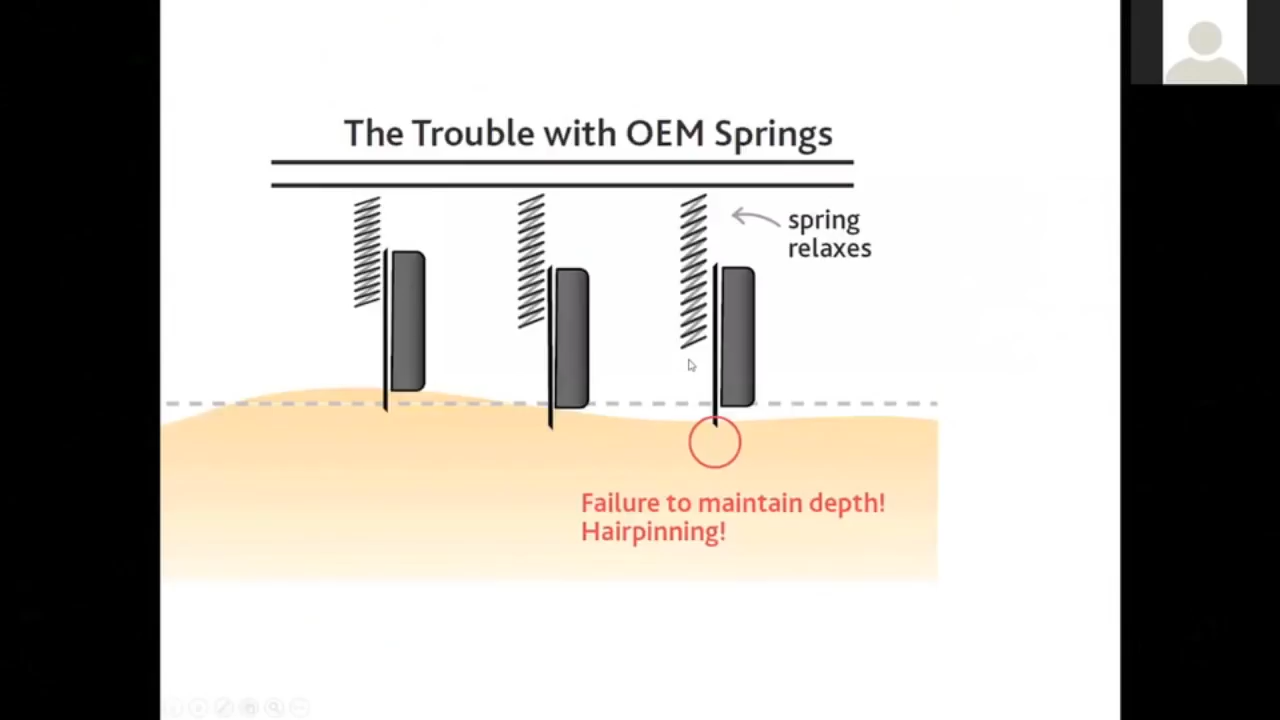 The Trouble with OEM Springs
spring
relaxes
Failure to maintain depth!
Hairpinning!